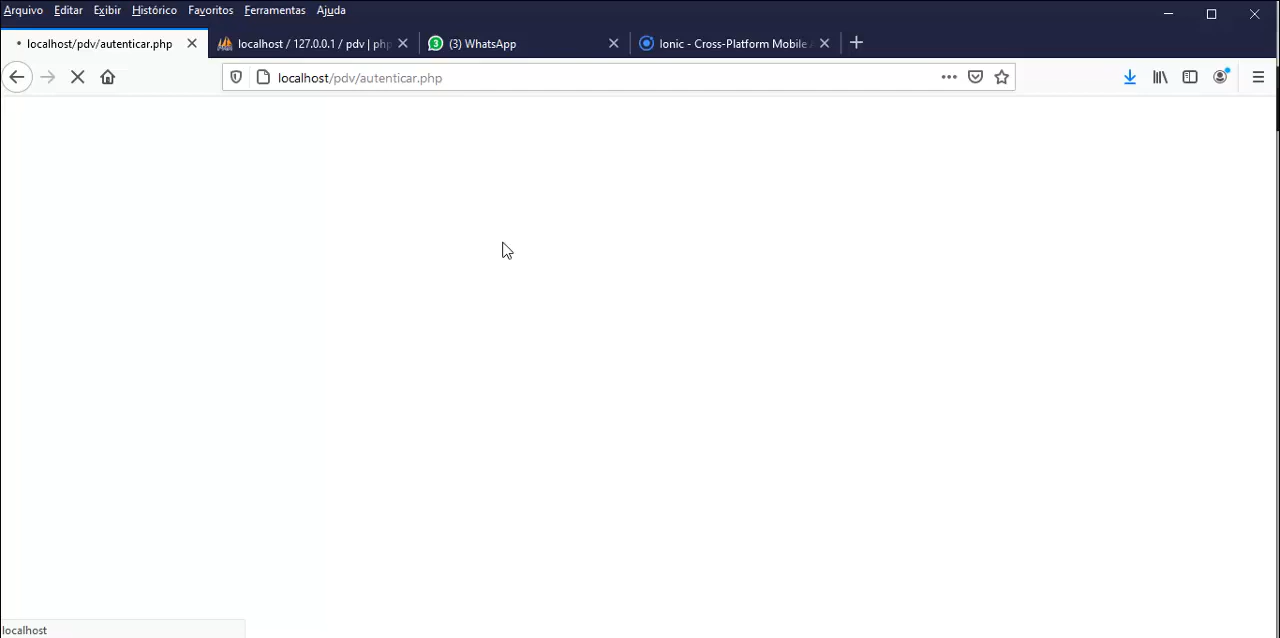 Arquivo Editar Exibir Histórico Favoritos Ferramentas Ajuda
localhost/pdv/autenticar.php localhost / 127.0.0.1 / pdv | php (3) WhatsApp Ionic - Cross-Platform Mobile
localhost/pdv/autenticar.php
localhost